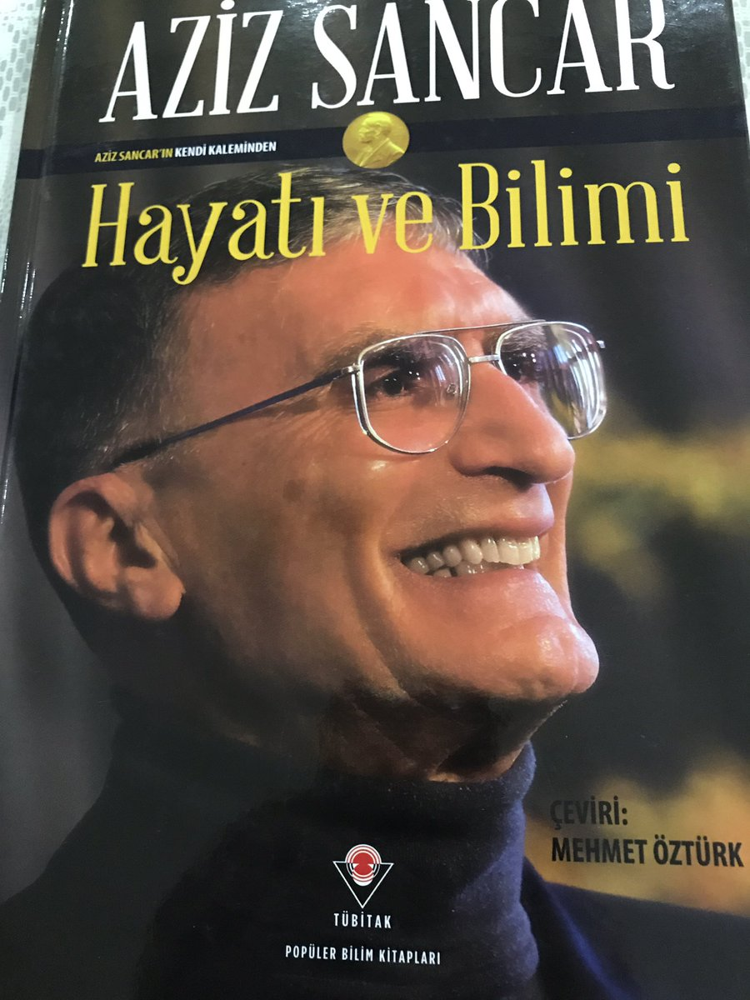 AZİZ SANCAR
AZİZ SANCAR'IN KENDİ KALEMİNDEN
Hayatı ve Bilimi
ÇEVİRİ:
MEHMET ÖZTÜRK
TÜBİTAK
POPÜLER BİLİM KİTAPLARI